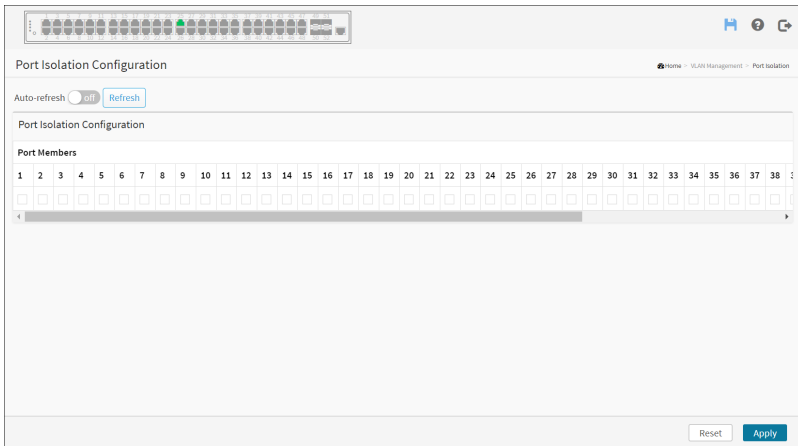 Port Isolation Configuration
Home > VLAN Management > Port Isolation
Auto-refresh off Refresh
Port Isolation Configuration
Port Members
1 2 3 4 5 6 7 8 9 10 11 12 13 14 15 16 17 18 19 20 21 22 23 24 25 26 27 28 29 30 31 32 33 34 35 36 37 38
Reset Apply